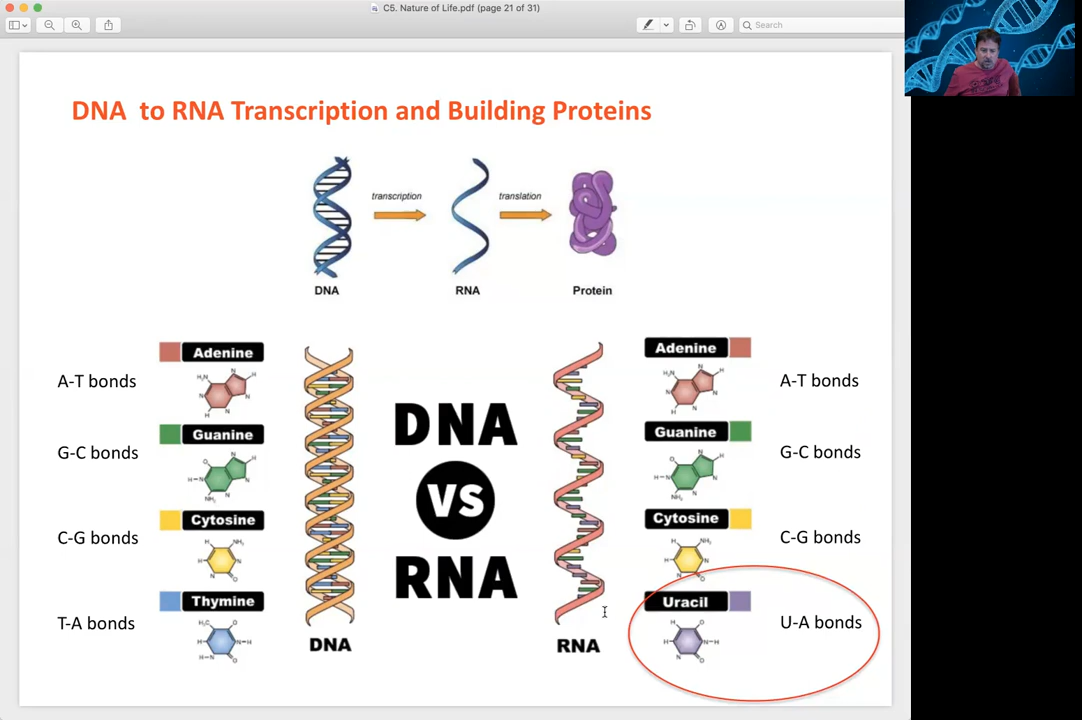 C5. Nature of Life.pdf (page 21 of 31)
Search
DNA to RNA Transcription and Building Proteins
transcription
translation
DNA
RNA
Protein
Adenine
A-T bonds
Guanine
G-C bonds
Cytosine
C-G bonds
Thymine
T-A bonds
DNA
DNA
VS
RNA
RNA
Adenine
A-T bonds
Guanine
G-C bonds
Cytosine
C-G bonds
Uracil
U-A bonds